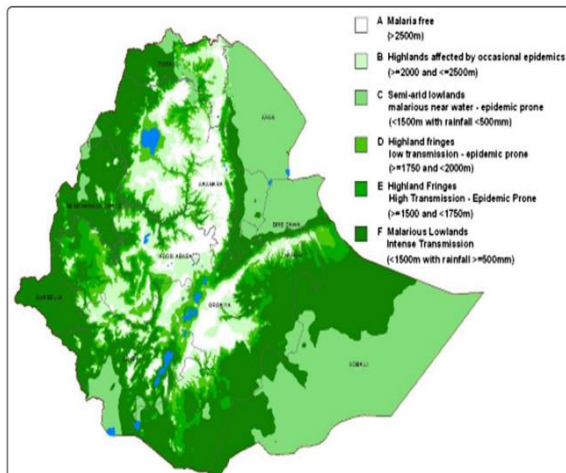 A Malaria free
(>2500m)
B Highlands affected by occasional epidemics
(>=2000 and <=2500m)
C Semi-arid lowlands
malarious near water - epidemic prone
(<1500m with rainfall <500mm)
D Highland fringes
low transmission - epidemic prone
(>=1750 and <2000m)
E Highland Fringes
High Transmission - Epidemic Prone
(>=1500 and <1750m)
F Malarious Lowlands
Intense Transmission
(<1500m with rainfall >=500mm)
AFAR
AMHARA
DIRE DAWA
ADDIS ABABA
GAMBELLA
OROMIYA
SOMALI